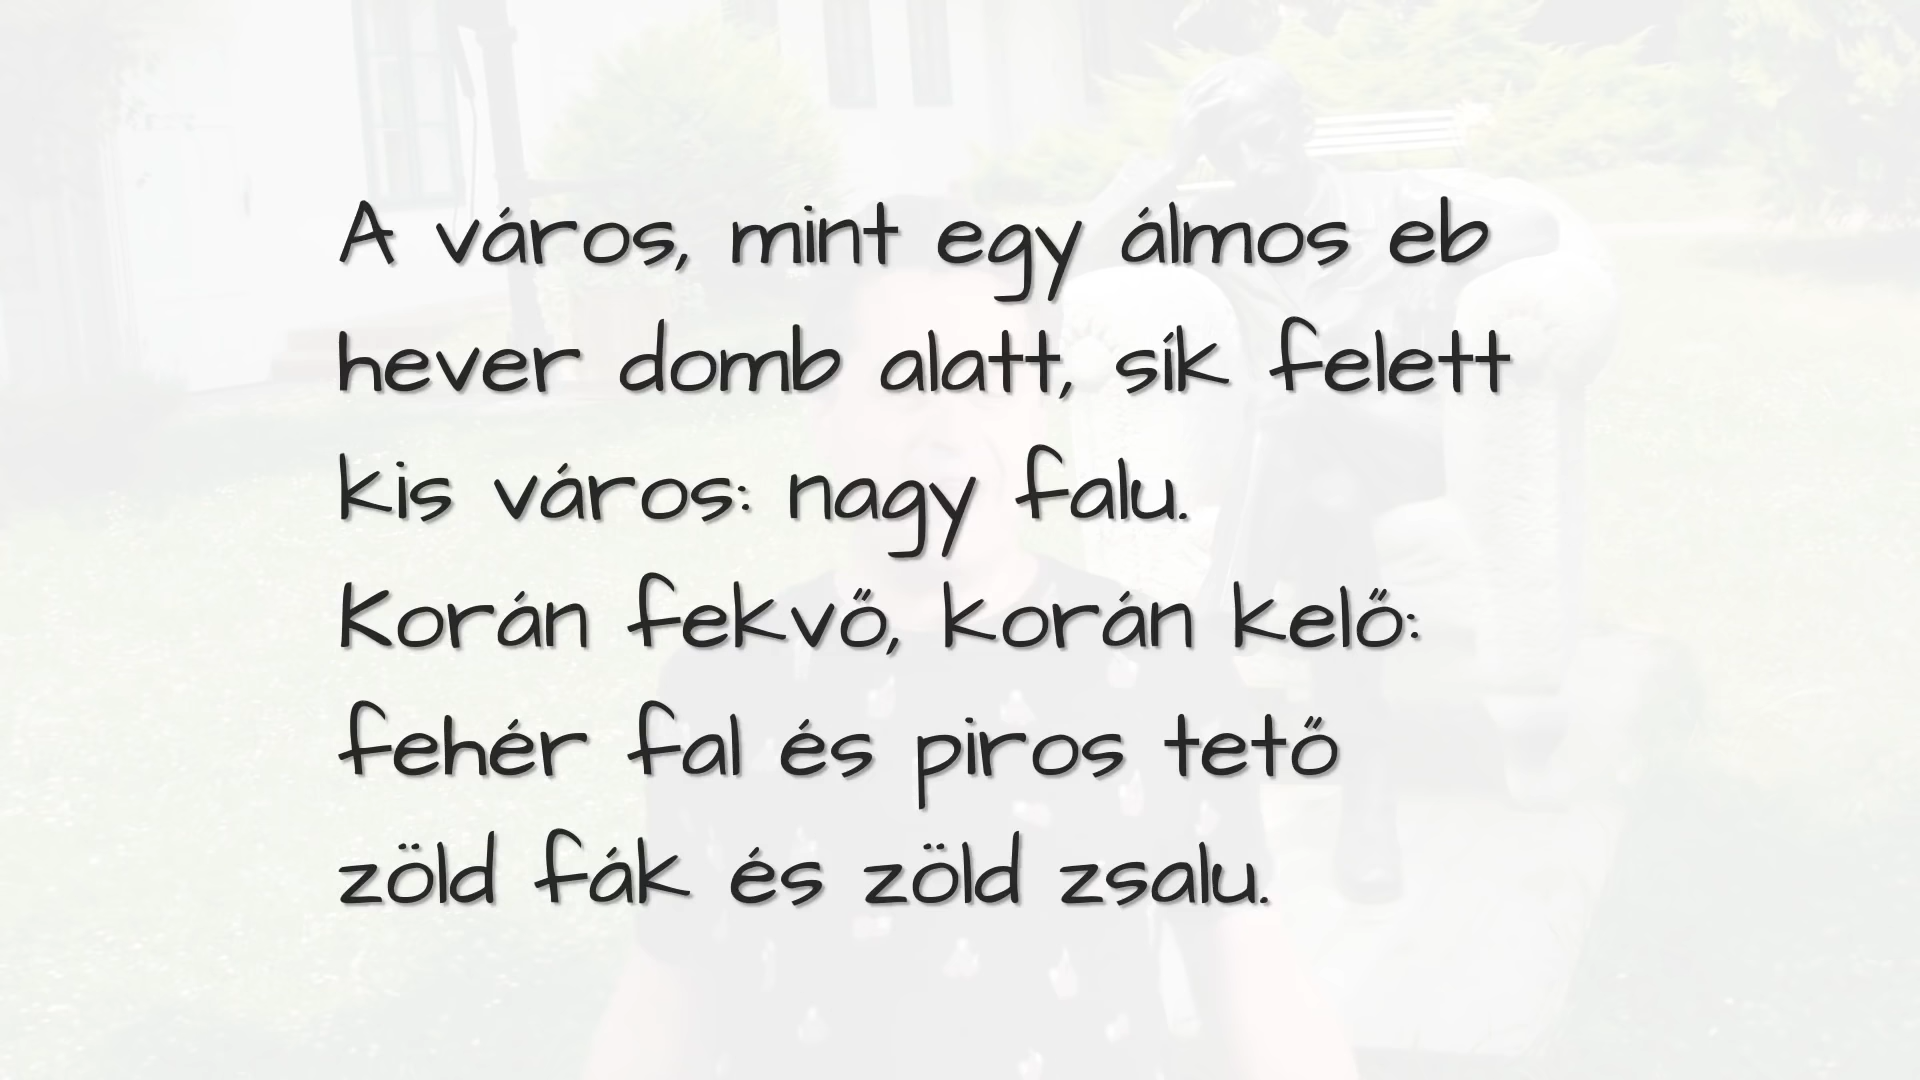 A város, mint egy álmos eb
hever domb alatt, sík felett
kis város: nagy falu.
Korán fekvő, korán kelő:
fehér fal és piros tető
zöld fák és zöld zsalu.